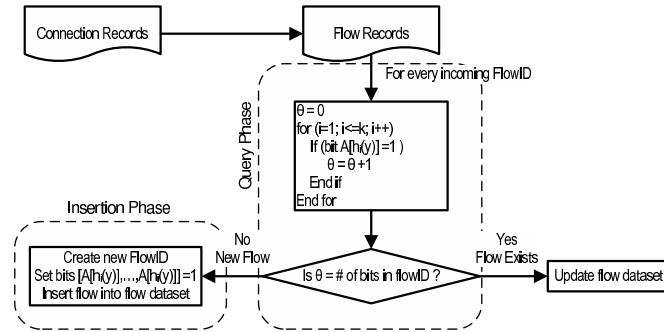 Connection Records
Flow Records
For every incoming FlowID
Query Phase
θ = 0
for (i=1; i<=k; i++)
If (bit A[hᵢ(y)] =1 )
θ = θ +1
End if
End for
Insertion Phase
No
New Flow
Yes
Flow Exists
Create new FlowID
Set bits [A[hᵢ(y)],…,A[hₖ(y)]] =1
Insert flow into flow dataset
Is θ = # of bits in flowID ?
Update flow dataset